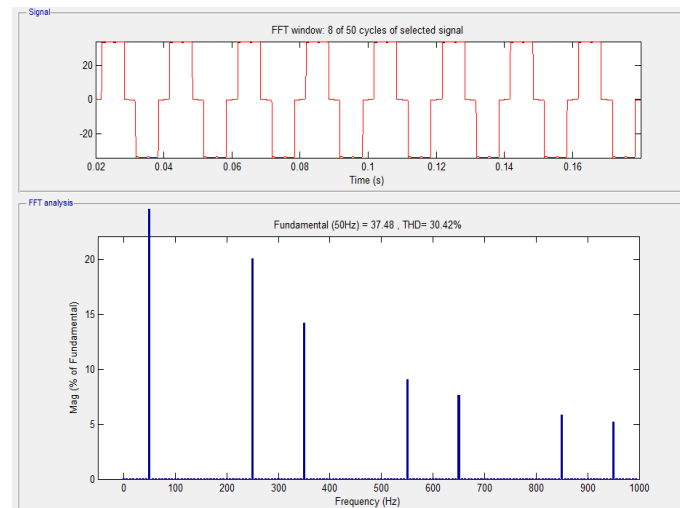 Signal
FFT window: 8 of 50 cycles of selected signal
20
0
-20
0.02 0.04 0.06 0.08 0.1 0.12 0.14 0.16
Time (s)
FFT analysis
Fundamental (50Hz) = 37.48 , THD= 30.42%
Mag (% of Fundamental)
20
15
10
5
0
0 100 200 300 400 500 600 700 800 900 1000
Frequency (Hz)